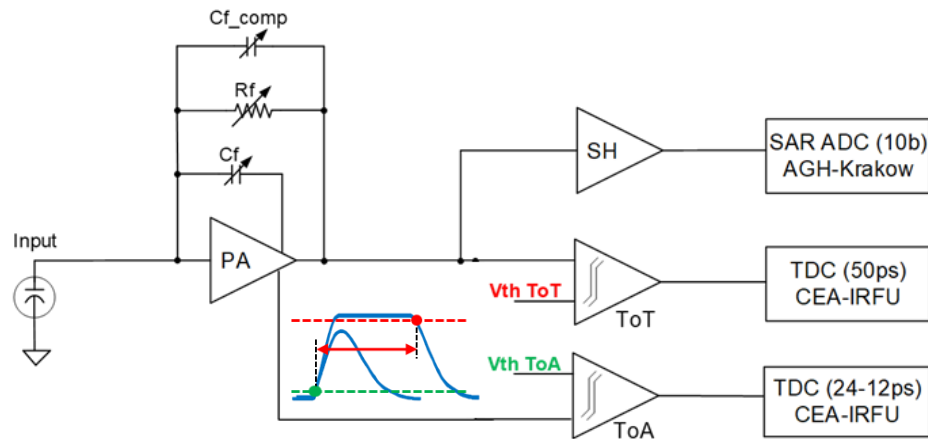 Cf_comp
Rf
Cf
SH
SAR ADC (10b)
AGH-Krakow
Input
PA
Vth ToT
ToT
TDC (50ps)
CEA-IRFU
Vth ToA
ToA
TDC (24-12ps)
CEA-IRFU